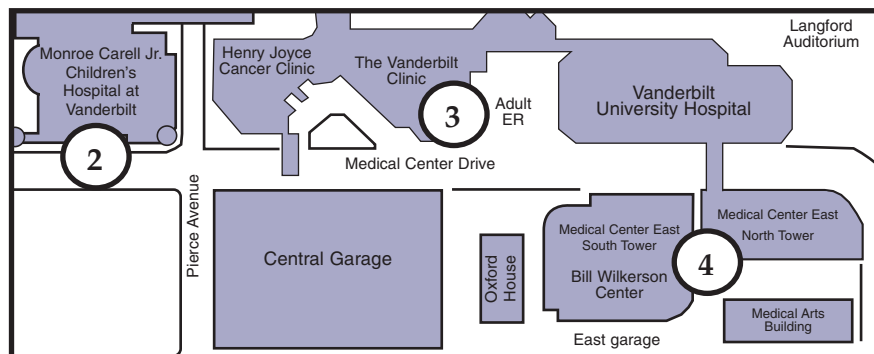 Monroe Carell Jr.
Children's
Hospital at
Vanderbilt
2
Henry Joyce
Cancer Clinic
The Vanderbilt
Clinic
3
Adult
ER
Vanderbilt
University Hospital
Langford
Auditorium
Medical Center Drive
Pierce Avenue
Central Garage
Oxford
House
Medical Center East
South Tower
Bill Wilkerson
Center
4
Medical Center East
North Tower
Medical Arts
Building
East garage